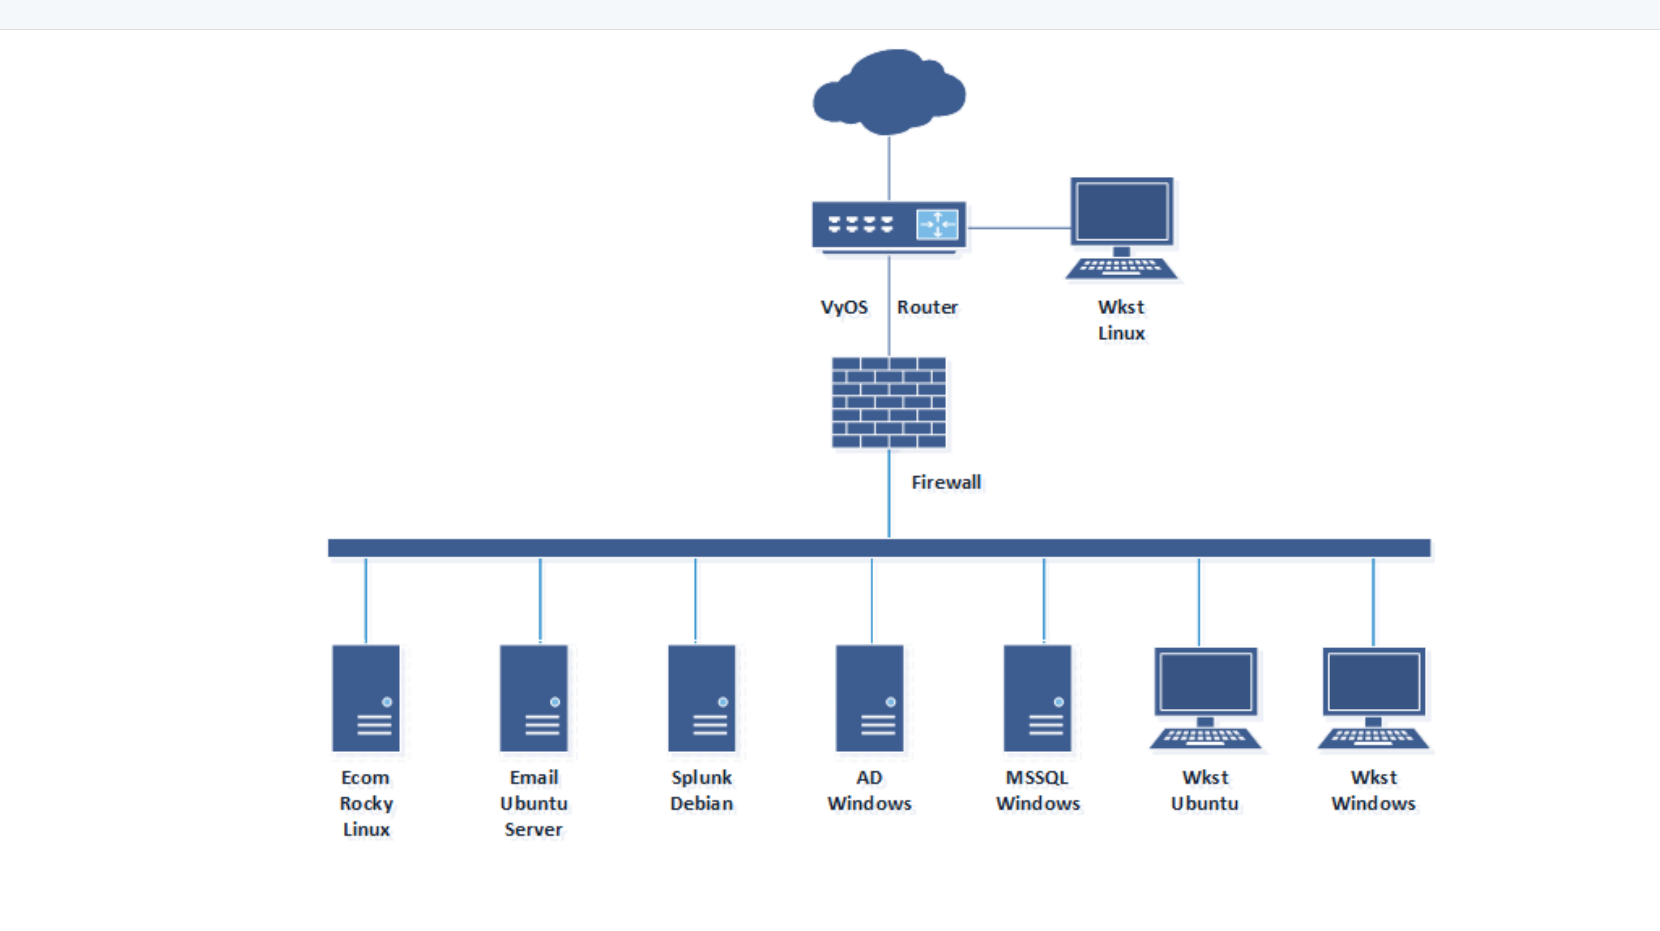 VyOS Router
Wkst
Linux
Firewall
Ecom
Rocky
Linux
Email
Ubuntu
Server
Splunk
Debian
AD
Windows
MSSQL
Windows
Wkst
Ubuntu
Wkst
Windows